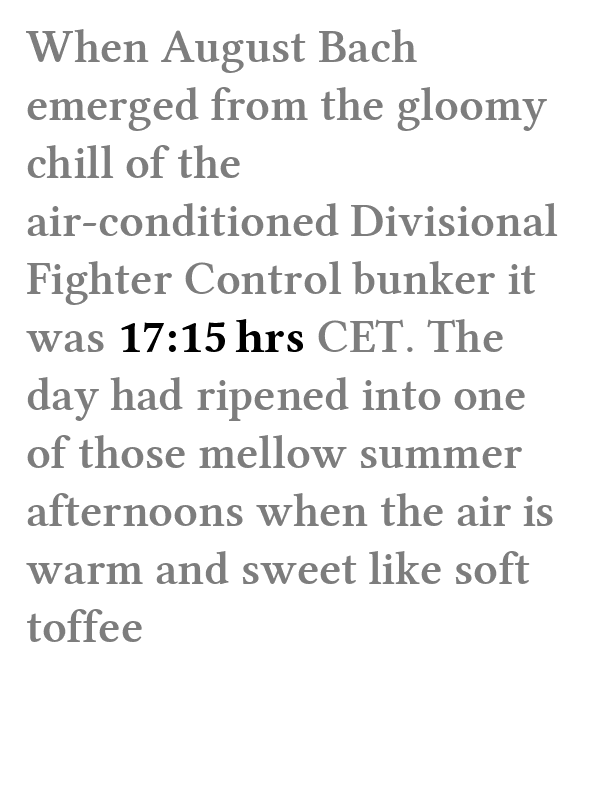 When August Bach
emerged from the gloomy
chill of the
air-conditioned Divisional
Fighter Control bunker it
was 17:15 hrs CET. The
day had ripened into one
of those mellow summer
afternoons when the air is
warm and sweet like soft
toffee